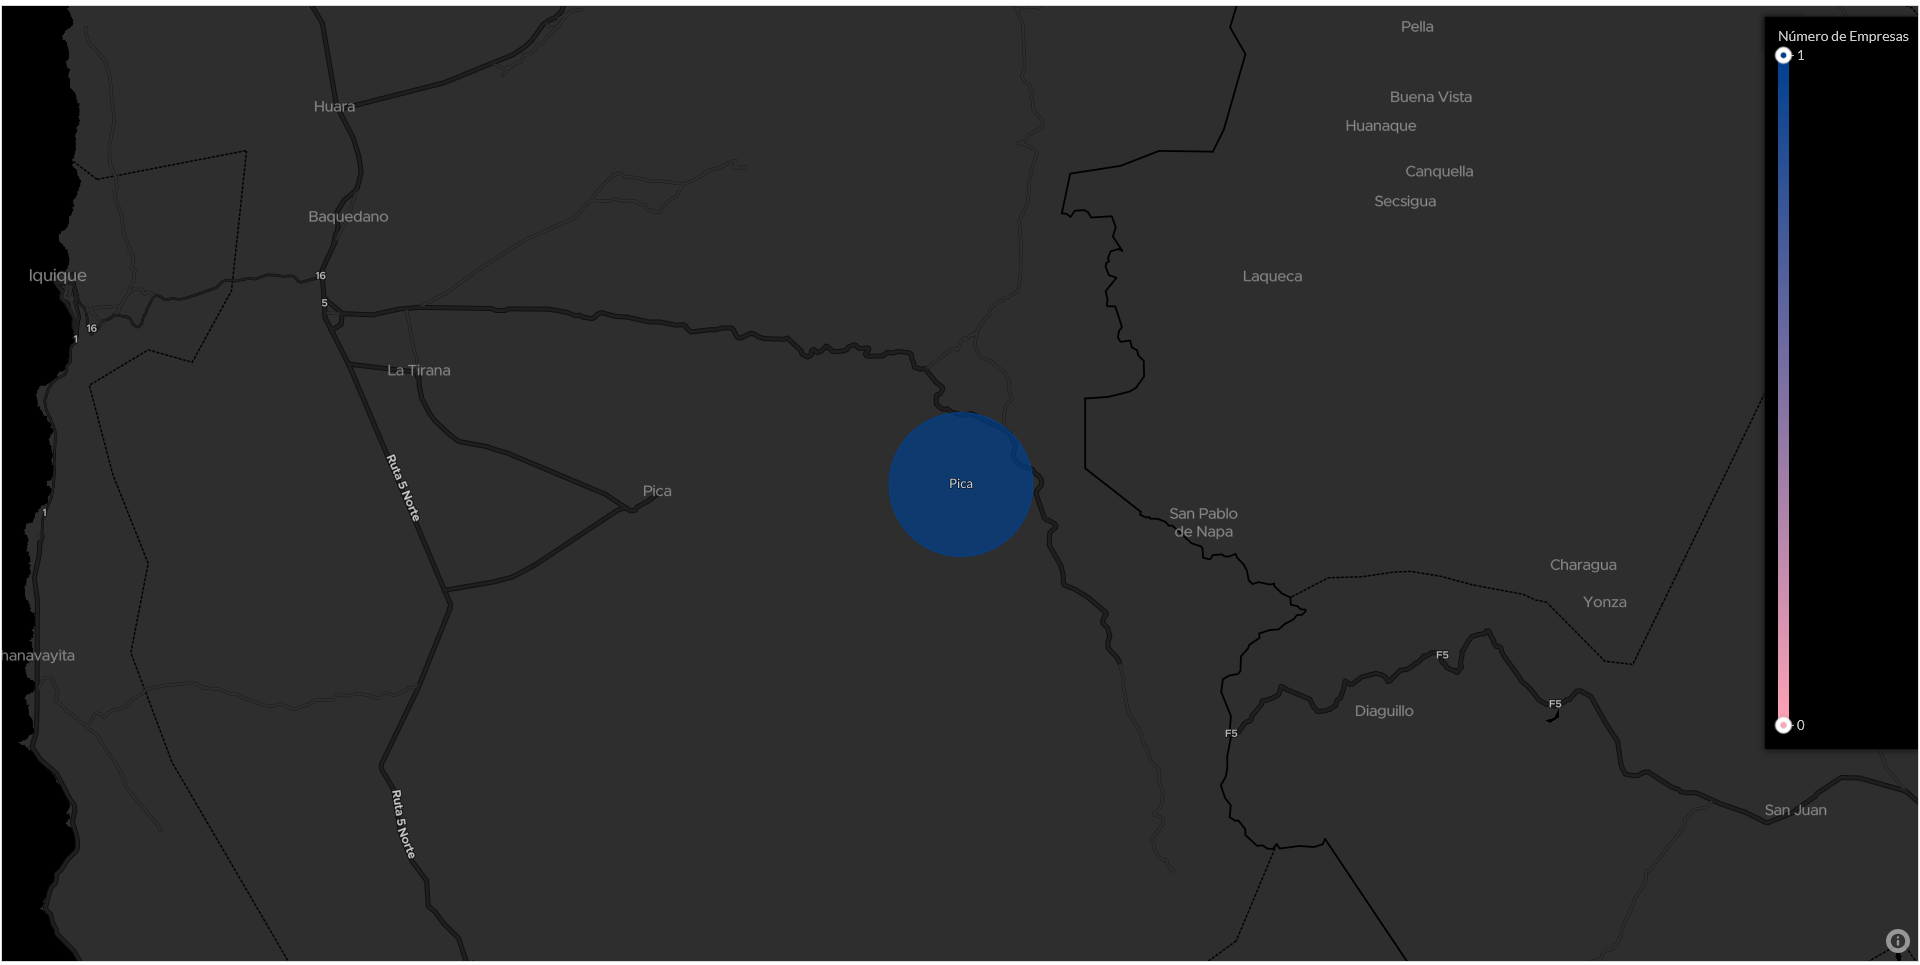 Pella
Número de Empresas
1
Buena Vista
Huara
Huanaque
Canquella
Secsigua
Baquedano
Iquique
16
Laqueca
5
16
1
La Tirana
Ruta 5 Norte
Pica
Pica
1
San Pablo
de Napa
Charagua
Yonza
hanavayita
F5
F5
Diaguillo
0
F5
Ruta 5 Norte
San Juan